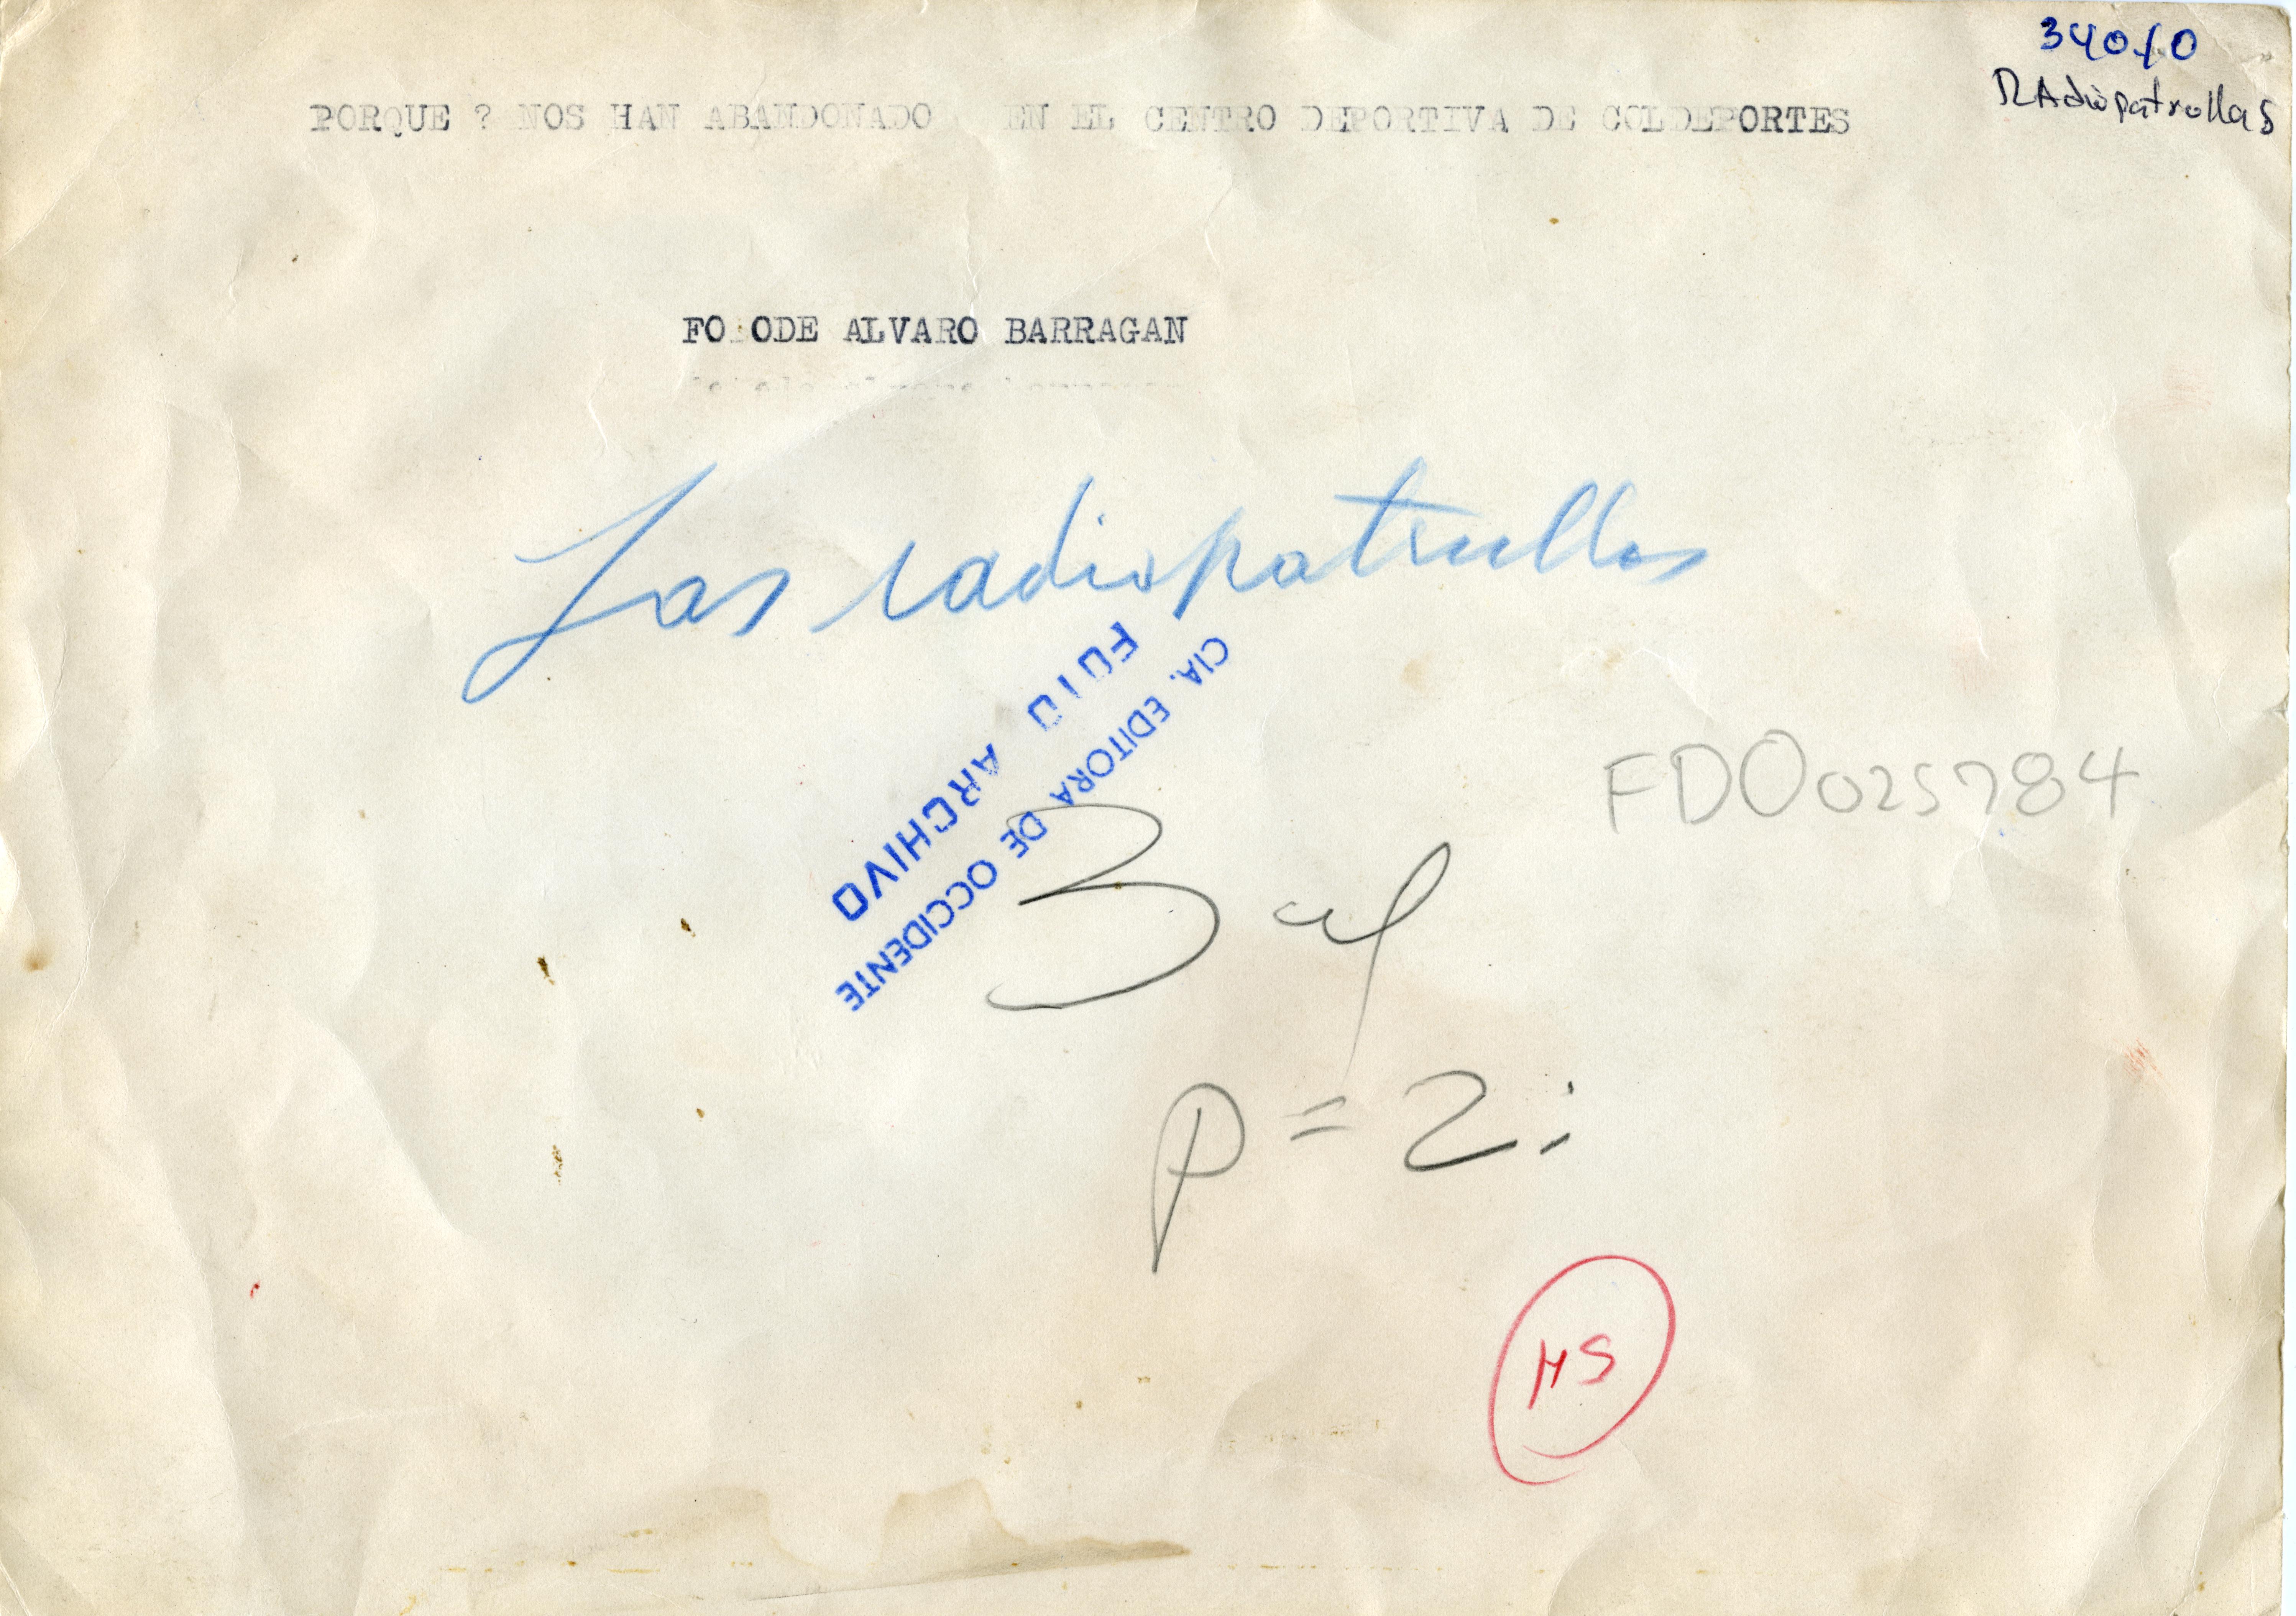 34010
RAdiopatrullas
PORQUE ? NOS HAN ABANDONADO EN EL CENTRO DEPORTIVA DE COLDEPORTES
FO ODE ALVARO BARRAGAN
Las radiopatrullas
CIA. EDITORA DE OCCIDENTE
FOTO ARCHIVO
FDO025784
3
P = 2:
HS